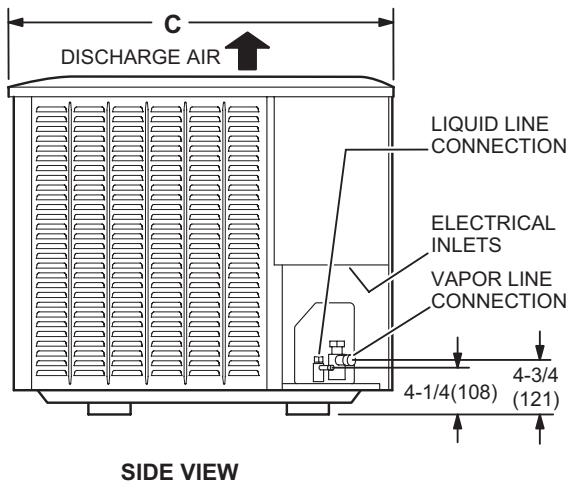 C
DISCHARGE AIR
LIQUID LINE
CONNECTION
ELECTRICAL
INLETS
VAPOR LINE
CONNECTION
4-1/4(108)
4-3/4
(121)
SIDE VIEW